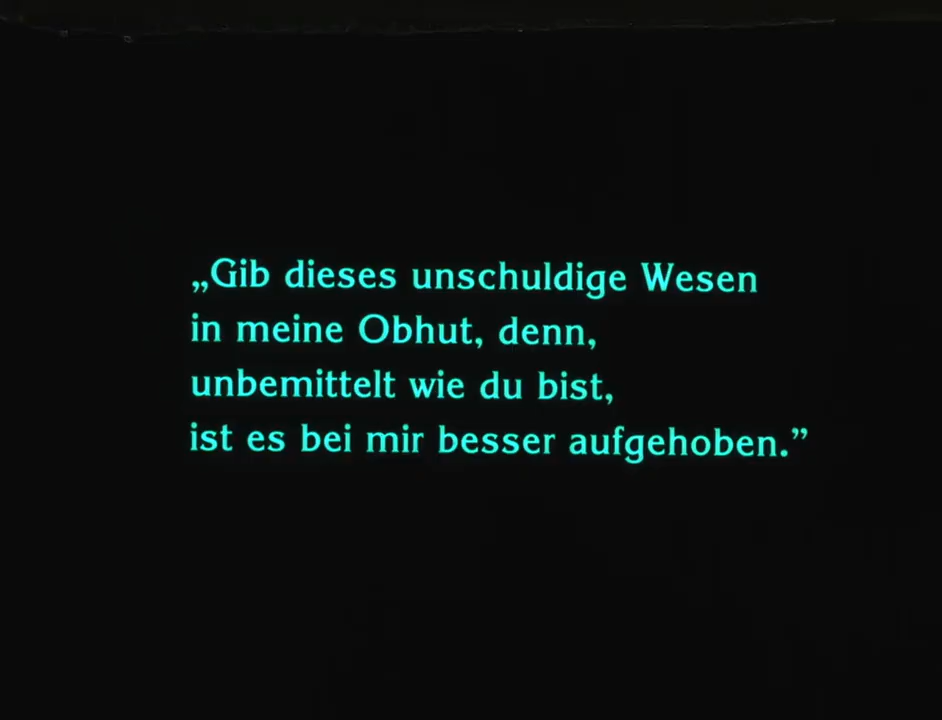 „Gib dieses unschuldige Wesen
in meine Obhut, denn,
unbemittelt wie du bist,
ist es bei mir besser aufgehoben.”